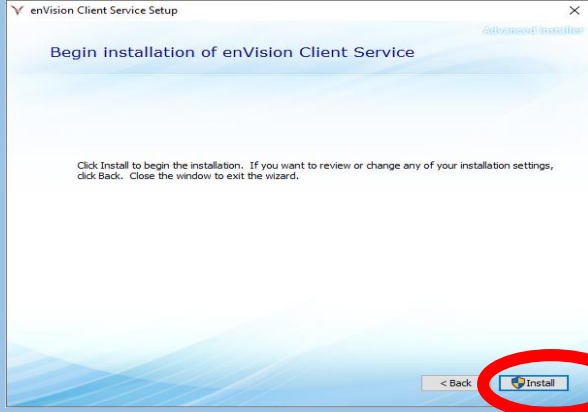 enVision Client Service Setup
Advanced Installer
Begin installation of enVision Client Service
Click Install to begin the installation. If you want to review or change any of your installation settings,
click Back. Close the window to exit the wizard.
< Back
Install